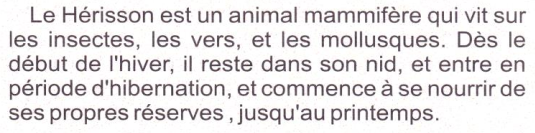 Le Hérisson est un animal mammifère qui vit sur
les insectes, les vers, et les mollusques. Dès le
début de l'hiver, il reste dans son nid, et entre en
période d'hibernation, et commence à se nourrir de
ses propres réserves , jusqu'au printemps.